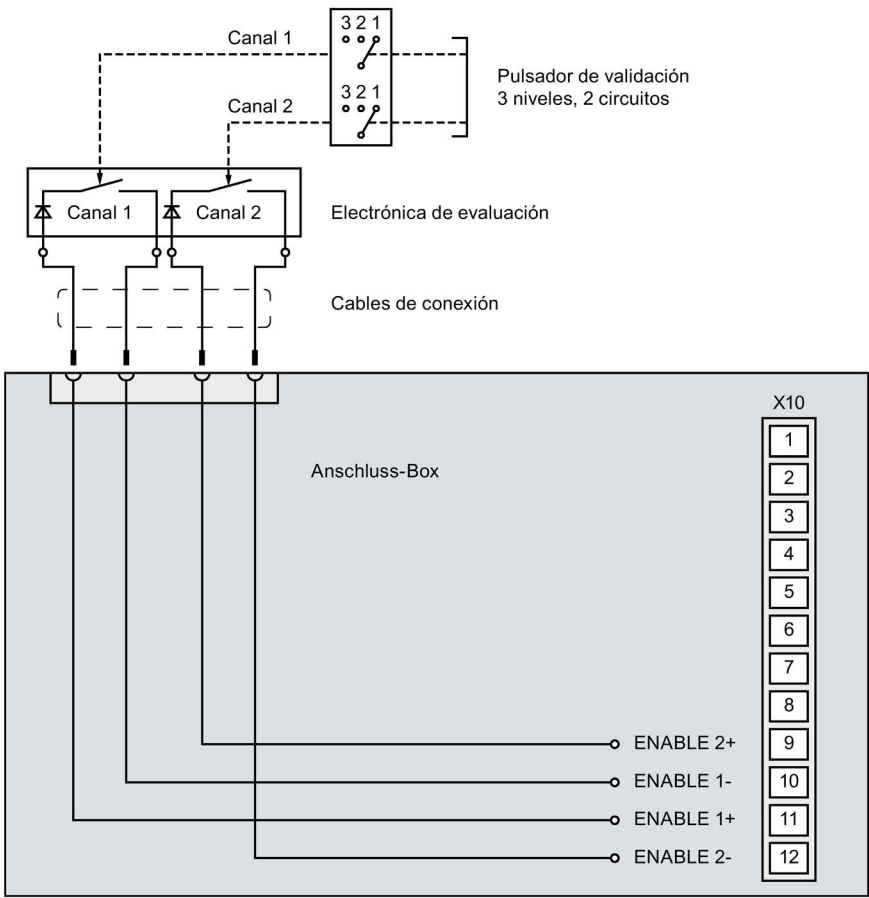 3 2 1
Canal 1
Pulsador de validación
3 niveles, 2 circuitos
3 2 1
Canal 2
Canal 1
Canal 2
Electrónica de evaluación
Cables de conexión
X10
1
Anschluss-Box
2
3
4
5
6
7
8
ENABLE 2+ 9
ENABLE 1- 10
ENABLE 1+ 11
ENABLE 2- 12